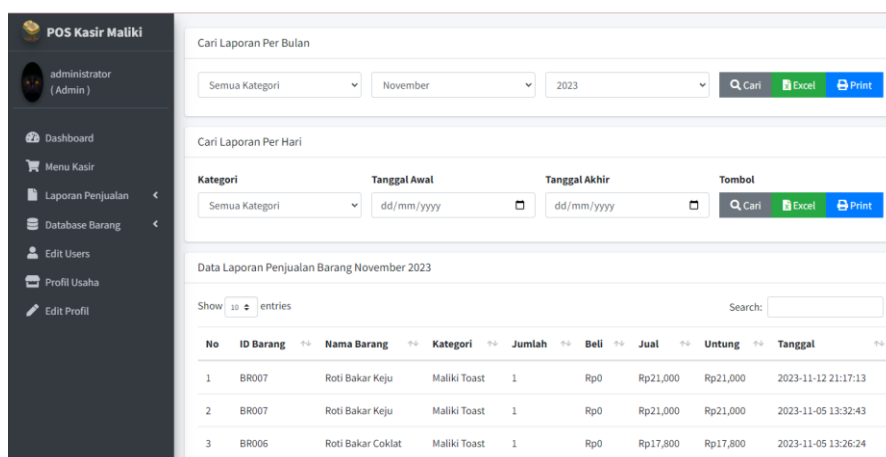 POS Kasir Maliki
administrator
( Admin )
Dashboard
Menu Kasir
Laporan Penjualan
Database Barang
Edit Users
Profil Usaha
Edit Profil
Cari Laporan Per Bulan
Semua Kategori November 2023 Cari Excel Print
Cari Laporan Per Hari
Kategori Tanggal Awal Tanggal Akhir Tombol
Semua Kategori dd/mm/yyyy dd/mm/yyyy Cari Excel Print
Data Laporan Penjualan Barang November 2023
Show 10 entries Search:
No ID Barang Nama Barang Kategori Jumlah Beli Jual Untung Tanggal
1 BR007 Roti Bakar Keju Maliki Toast 1 Rp0 Rp21,000 Rp21,000 2023-11-12 21:17:13
2 BR007 Roti Bakar Keju Maliki Toast 1 Rp0 Rp21,000 Rp21,000 2023-11-05 13:32:43
3 BR006 Roti Bakar Coklat Maliki Toast 1 Rp0 Rp17,800 Rp17,800 2023-11-05 13:26:24